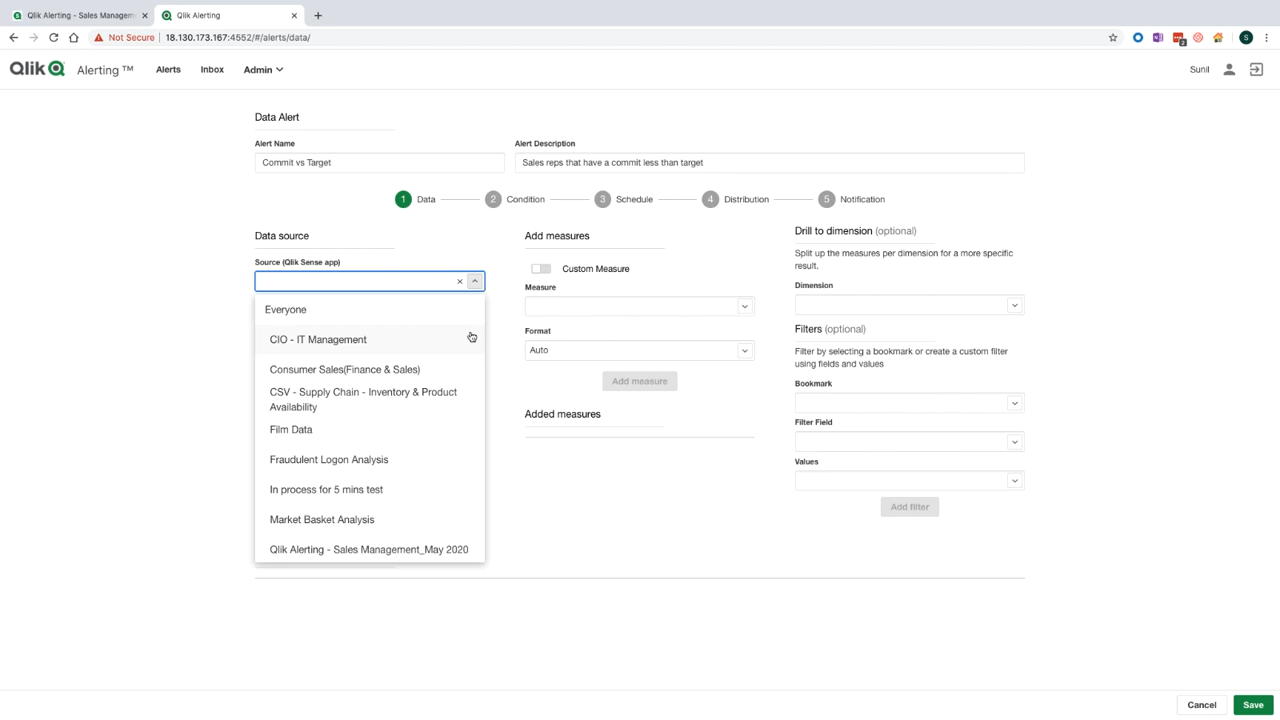 Qlik Alerting - Sales Managem
Qlik Alerting
Not Secure
18.130.173.167:4552/#/alerts/data/
2
S
Qlik Alerting ™
Alerts
Inbox
Admin
Sunil
Data Alert
Alert Name
Alert Description
Commit vs Target
Sales reps that have a commit less than target
1 Data
2 Condition
3 Schedule
4 Distribution
5 Notification
Data source
Source (Qlik Sense app)
Everyone
CIO - IT Management
Consumer Sales(Finance & Sales)
CSV - Supply Chain - Inventory & Product
Availability
Film Data
Fraudulent Logon Analysis
In process for 5 mins test
Market Basket Analysis
Qlik Alerting - Sales Management_May 2020
Add measures
Custom Measure
Measure
Format
Auto
Add measure
Added measures
Drill to dimension (optional)
Split up the measures per dimension for a more specific
result.
Dimension
Filters (optional)
Filter by selecting a bookmark or create a custom filter
using fields and values
Bookmark
Filter Field
Values
Add filter
Cancel
Save